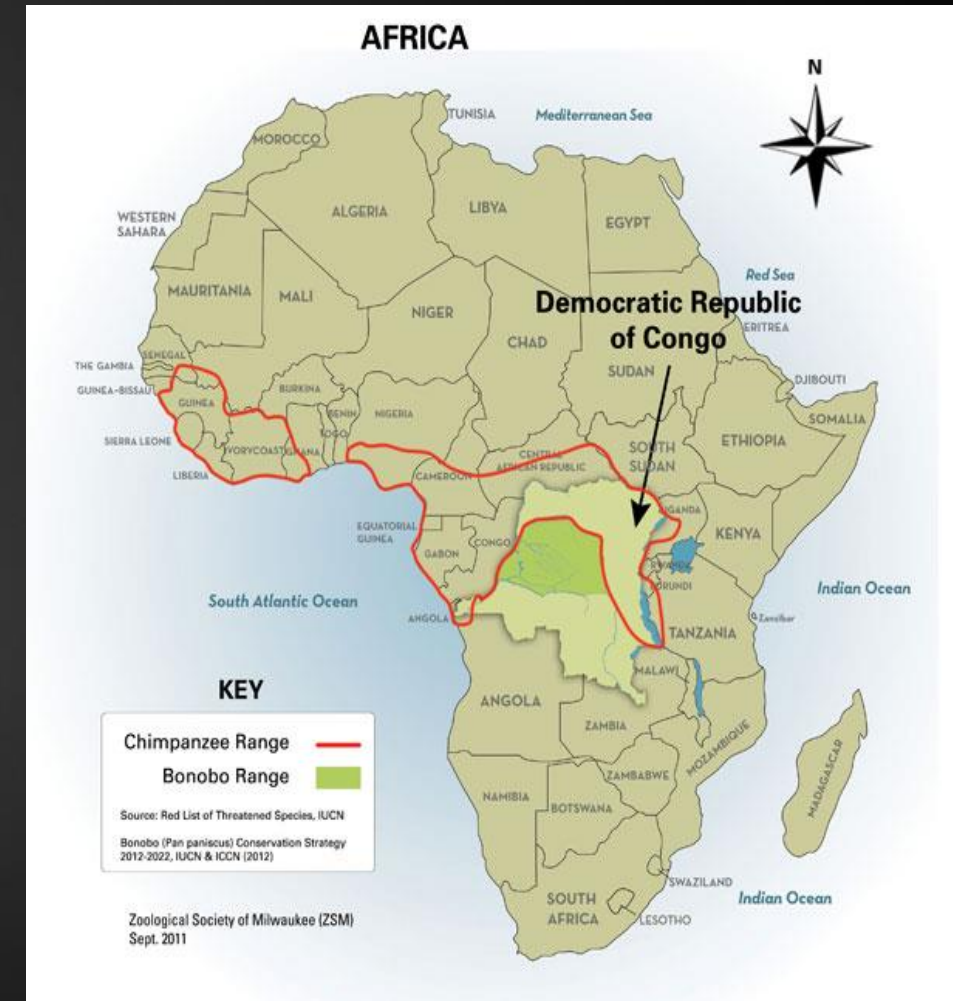 AFRICA
N
TUNISIA
Mediterranean Sea
MOROCCO
ALGERIA
LIBYA
EGYPT
WESTERN
SAHARA
Red Sea
MAURITANIA
MALI
NIGER
CHAD
Democratic Republic
of Congo
ERITREA
SUDAN
SENEGAL
THE GAMBIA
GUINEA-BISSAU
GUINEA
BURKINA
BENIN
NIGERIA
DJIBOUTI
SOMALIA
TOGO
SIERRA LEONE
IVORYCOAST
GHANA
LIBERIA
CENTRAL
AFRICAN REPUBLIC
SOUTH
SUDAN
ETHIOPIA
CAMEROON
UGANDA
KENYA
EQUATORIAL
GUINEA
GABON
CONGO
RWANDA
BURUNDI
South Atlantic Ocean
Indian Ocean
ANGOLA
TANZANIA
Zanzibar
MALAWI
KEY
ANGOLA
ZAMBIA
MOZAMBIQUE
MADAGASCAR
Chimpanzee Range
Bonobo Range
Source: Red List of Threatened Species, IUCN
Bonobo (Pan paniscus) Conservation Strategy
2012-2022, IUCN & ICCN (2012)
NAMIBIA
ZIMBABWE
BOTSWANA
SWAZILAND
SOUTH
AFRICA
LESOTHO
Indian Ocean
Zoological Society of Milwaukee (ZSM)
Sept. 2011